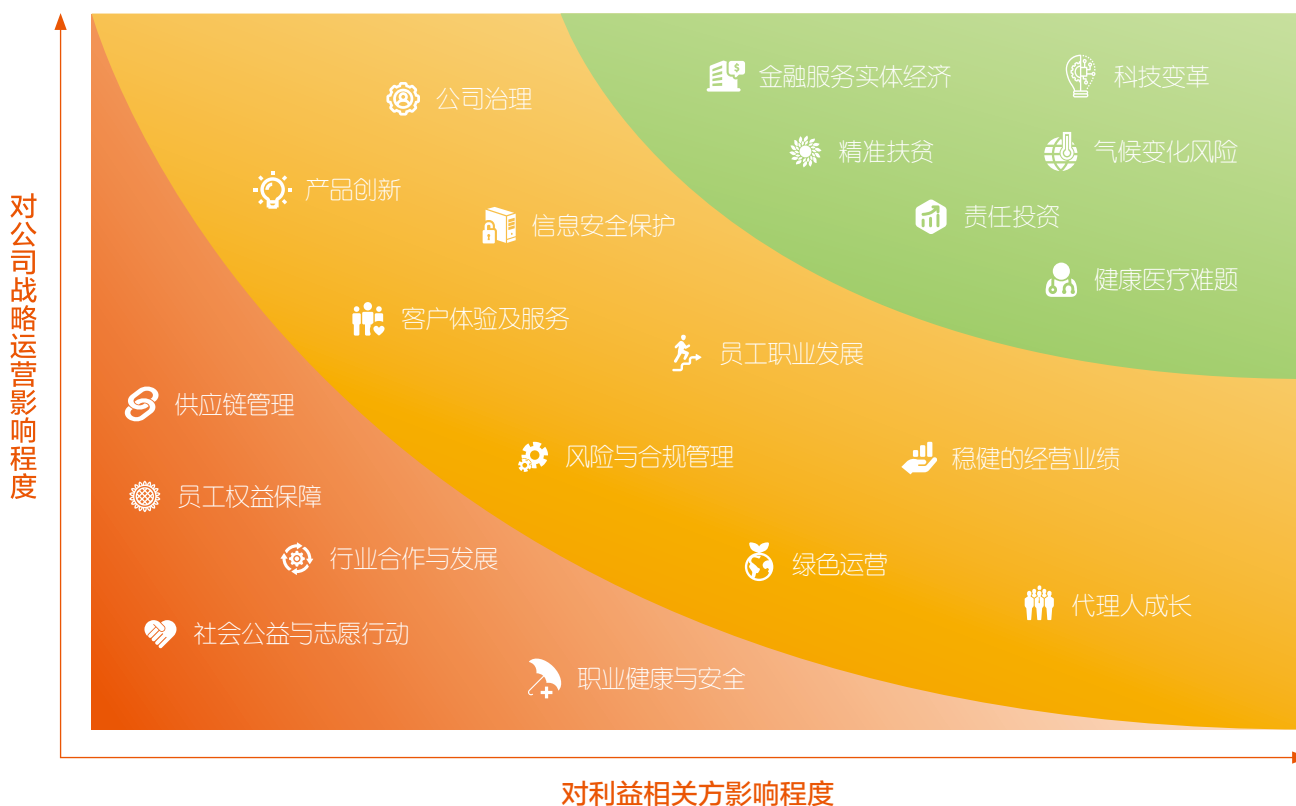 对公司战略运营影响程度
金融服务实体经济
科技变革
公司治理
精准扶贫
气候变化风险
产品创新
信息安全保护
责任投资
健康医疗难题
客户体验及服务
员工职业发展
供应链管理
风险与合规管理
稳健的经营业绩
员工权益保障
行业合作与发展
绿色运营
代理人成长
社会公益与志愿行动
职业健康与安全
对利益相关方影响程度